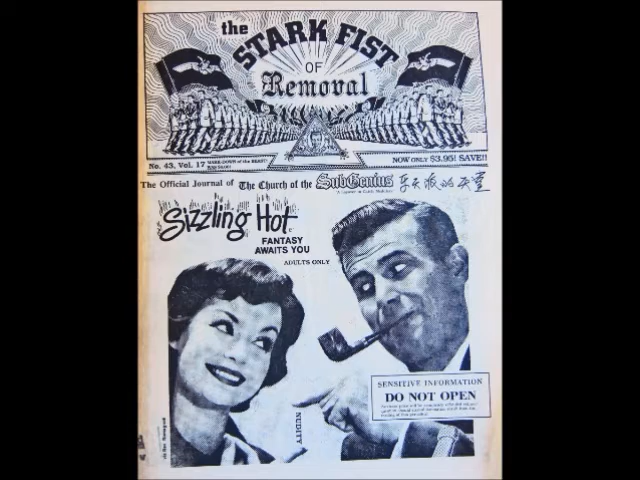 the
STARK FIST
OF
Removal
No. 43, Vol. 17
NOW ONLY $3.95! SAVE!!
The Official Journal of The Church of the SubGenius
Sizzling Hot
FANTASY
AWAITS YOU
ADULTS ONLY
SENSITIVE INFORMATION
DO NOT OPEN
NUDITY